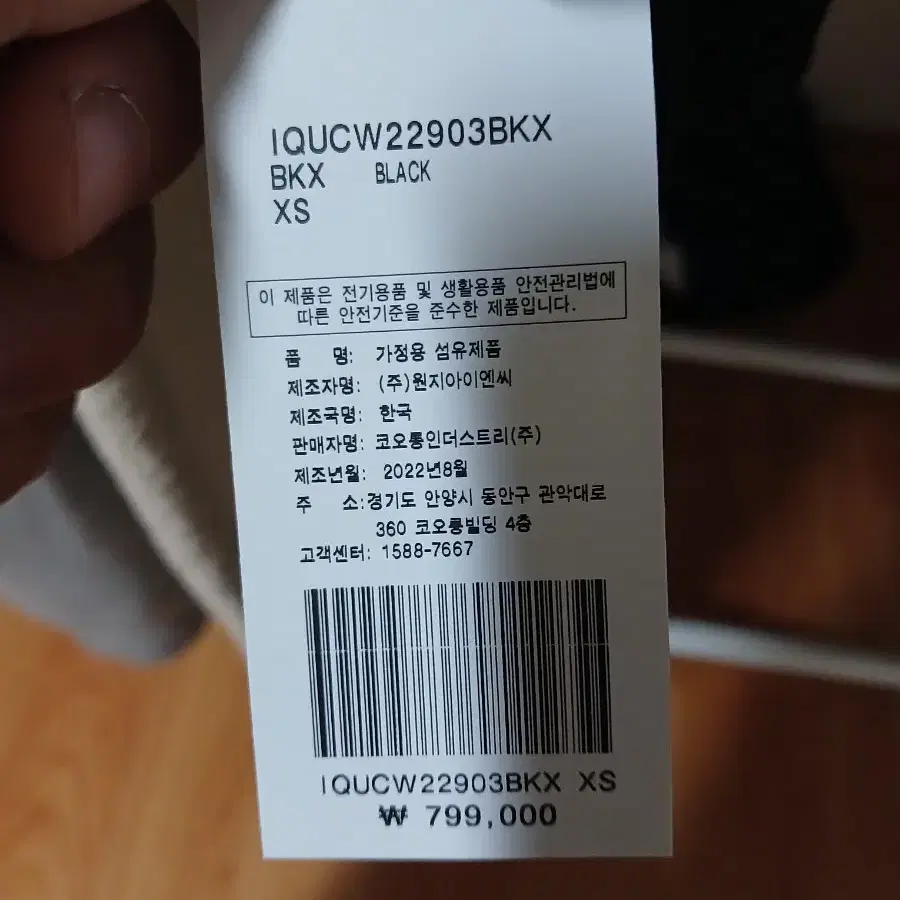 IQUCW22903BKX
BKX BLACK
XS
이 제품은 전기용품 및 생활용품 안전관리법에
따른 안전기준을 준수한 제품입니다.
품 명: 가정용 섬유제품
제조자명: (주)원지아이엔씨
제조국명: 한국
판매자명: 코오롱인더스트리(주)
제조년월: 2022년8월
주 소:경기도 안양시 동안구 관악대로
360 코오롱빌딩 4층
고객센터: 1588-7667
IQUCW22903BKX XS
₩ 799,000